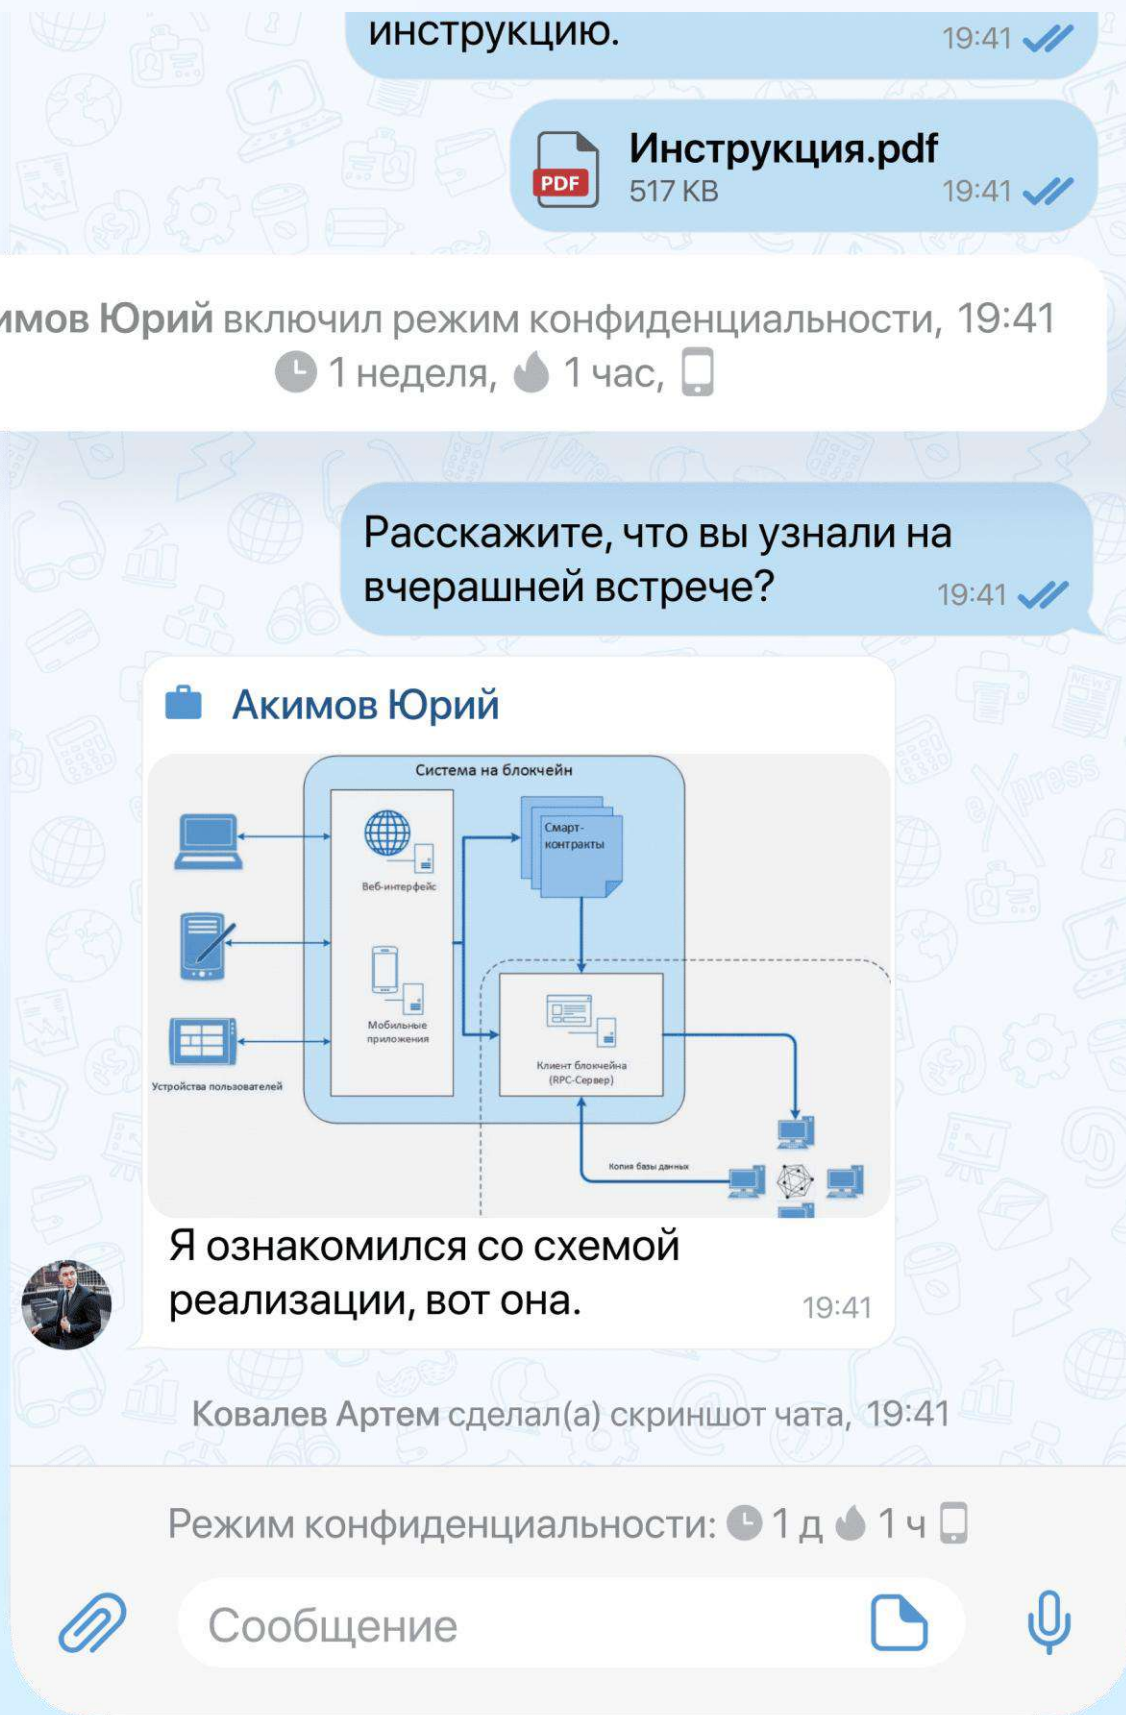 инструкцию.
19:41
PDF
Инструкция.pdf
517 KB
19:41
имов Юрий включил режим конфиденциальности, 19:41
1 неделя, 1 час,
Расскажите, что вы узнали на
вчерашней встрече?
19:41
Акимов Юрий
Система на блокчейн
Смарт-
контракты
Веб-интерфейс
Мобильные
приложения
Клиент блокчейна
(RPC-Сервер)
Устройства пользователей
Копия базы данных
Я ознакомился со схемой
реализации, вот она.
19:41
Ковалев Артем сделал(а) скриншот чата, 19:41
Режим конфиденциальности: 1 д 1 ч
Сообщение